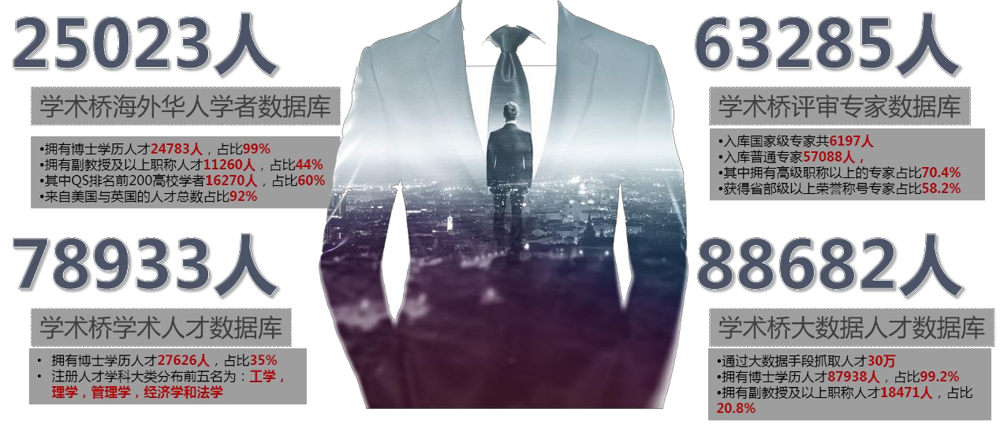 25023人
学术桥海外华人学者数据库
•拥有博士学历人才24783人，占比99%
•拥有副教授及以上职称人才11260人，占比44%
•其中QS排名前200高校学者16270人，占比60%
•来自美国与英国的人才总数占比92%
63285人
学术桥评审专家数据库
•入库国家级专家共6197人
•入库普通专家57088人，
•其中拥有高级职称以上的专家占比70.4%
•获得省部级以上荣誉称号专家占比58.2%
78933人
学术桥学术人才数据库
• 拥有博士学历人才27626人，占比35%
• 注册人才学科大类分布前五名为：工学，
理学，管理学，经济学和法学
88682人
学术桥大数据人才数据库
•通过大数据手段抓取人才30万
•拥有博士学历人才87938人，占比99.2%
•拥有副教授及以上职称人才18471人，占比
20.8%